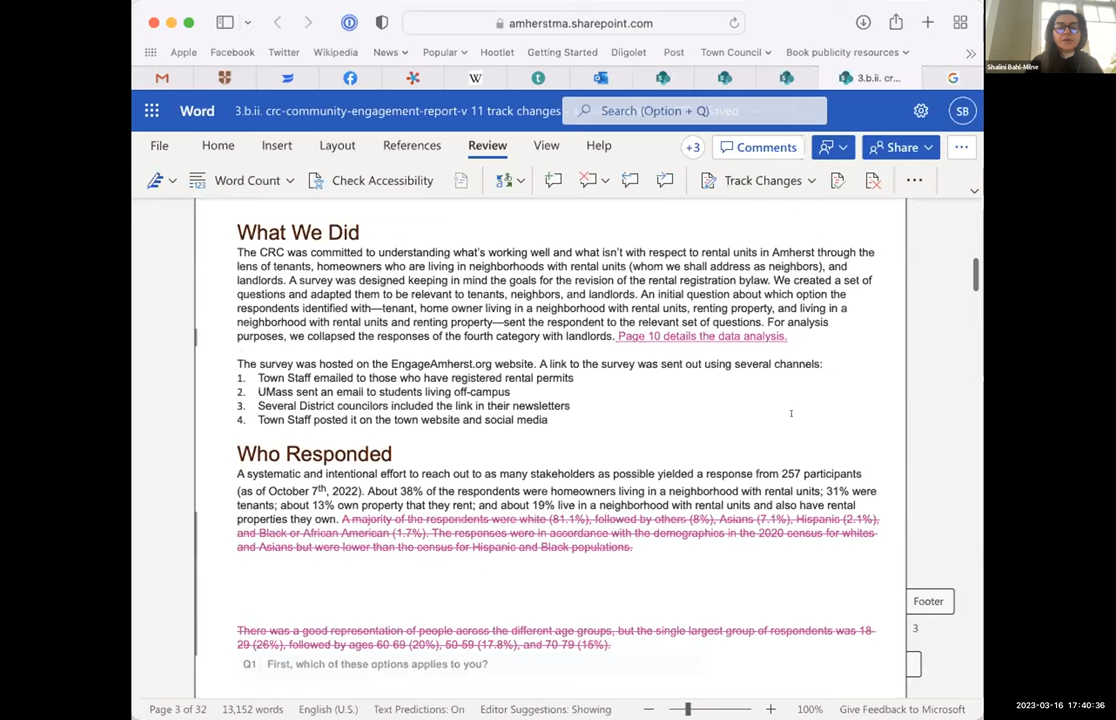 amherstma.sharepoint.com
Apple Facebook Twitter Wikipedia News Popular Hootlet Getting Started Diigolet Post Town Council Book publicity resources
3.b.ii. crc...
Word 3.b.ii. crc-community-engagement-report-v 11 track changes Search (Option + Q) SB
File Home Insert Layout References Review View Help +3 Comments Share
Word Count Check Accessibility Track Changes
What We Did
The CRC was committed to understanding what's working well and what isn't with respect to rental units in Amherst through the
lens of tenants, homeowners who are living in neighborhoods with rental units (whom we shall address as neighbors), and
landlords. A survey was designed keeping in mind the goals for the revision of the rental registration bylaw. We created a set of
questions and adapted them to be relevant to tenants, neighbors, and landlords. An initial question about which option the
respondents identified with—tenant, home owner living in a neighborhood with rental units, renting property, and living in a
neighborhood with rental units and renting property—sent the respondent to the relevant set of questions. For analysis
purposes, we collapsed the responses of the fourth category with landlords. Page 10 details the data analysis.
The survey was hosted on the EngageAmherst.org website. A link to the survey was sent out using several channels:
1. Town Staff emailed to those who have registered rental permits
2. UMass sent an email to students living off-campus
3. Several District councilors included the link in their newsletters
4. Town Staff posted it on the town website and social media
Who Responded
A systematic and intentional effort to reach out to as many stakeholders as possible yielded a response from 257 participants
(as of October 7th, 2022). About 38% of the respondents were homeowners living in a neighborhood with rental units; 31% were
tenants; about 13% own property that they rent; and about 19% live in a neighborhood with rental units and also have rental
properties they own. A majority of the respondents were white (81.1%), followed by others (8%), Asians (7.1%), Hispanic (2.1%),
and Black or African American (1.7%). The responses were in accordance with the demographics in the 2020 census for whites
and Asians but were lower than the census for Hispanic and Black populations.
There was a good representation of people across the different age groups, but the single largest group of respondents was 18-
29 (26%), followed by ages 60-69 (20%), 50-59 (17.8%), and 70-79 (15%).
Q1 First, which of these options applies to you?
Footer
3
Page 3 of 32 13,152 words English (U.S.) Text Predictions: On Editor Suggestions: Showing 100% Give Feedback to Microsoft
Shalini Bahl-Milne
2023-03-16 17:40:36